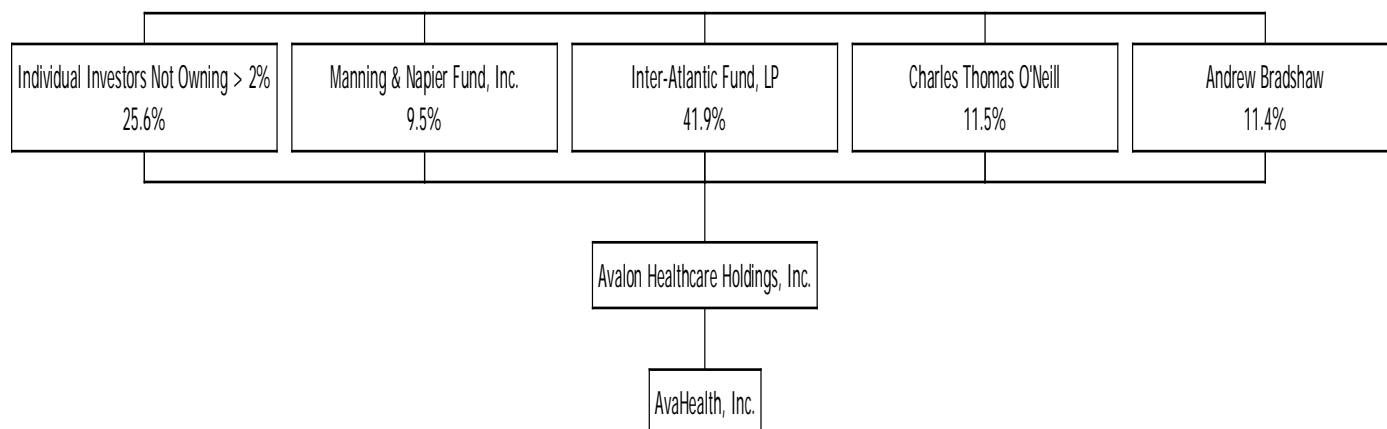 Individual Investors Not Owning > 2%
25.6%
Manning & Napier Fund, Inc.
9.5%
Inter-Atlantic Fund, LP
41.9%
Charles Thomas O'Neill
11.5%
Andrew Bradshaw
11.4%
Avalon Healthcare Holdings, Inc.
AvaHealth, Inc.